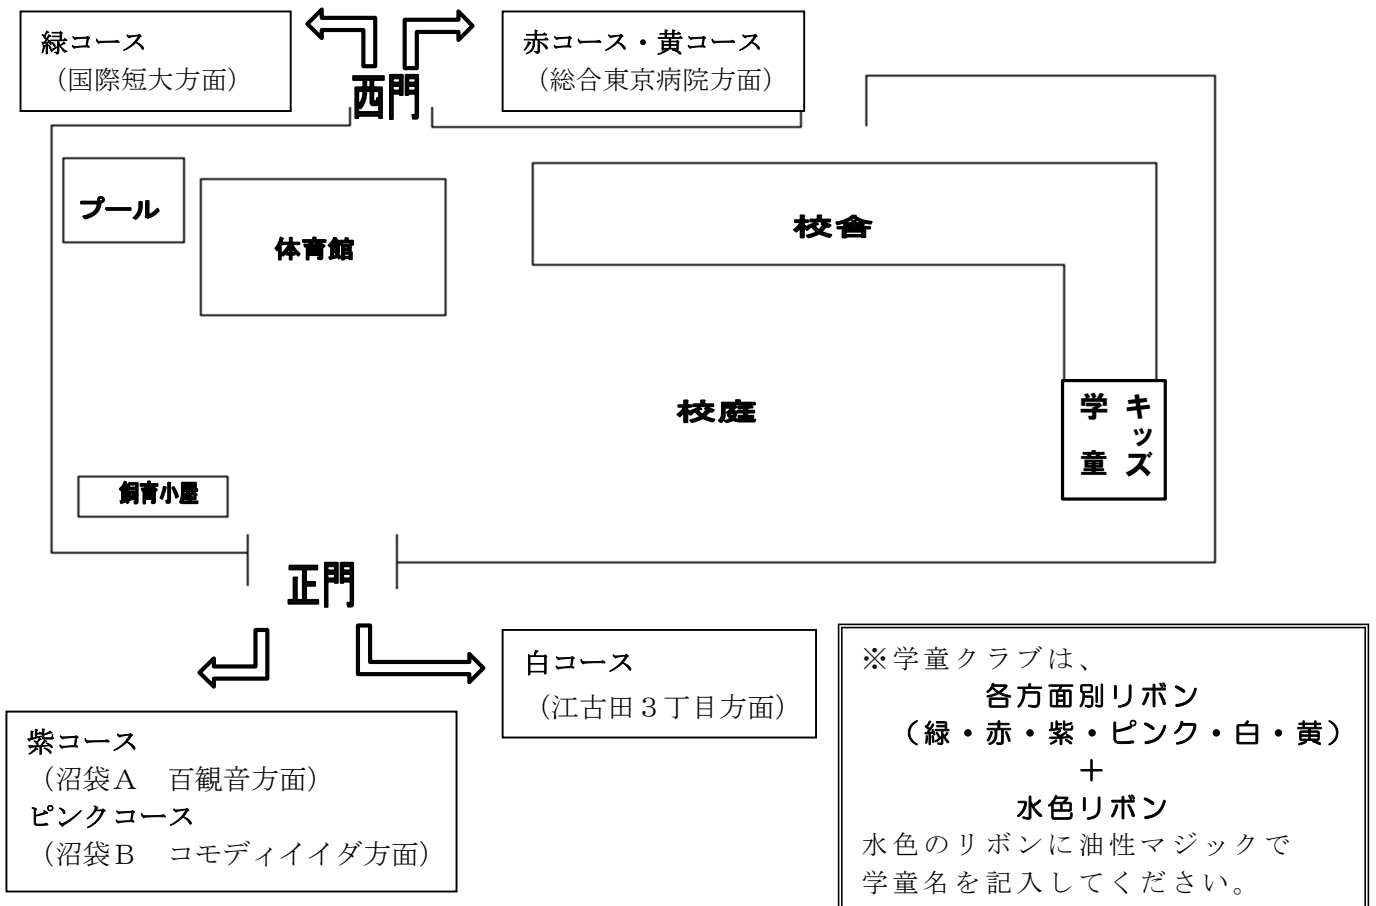 緑コース
（国際短大方面）
西門
赤コース・黄コース
（総合東京病院方面）
プール
体育館
校舎
校庭
学童
キッズ
飼育小屋
正門
白コース
（江古田３丁目方面）
紫コース
（沼袋Ａ　百観音方面）
ピンクコース
（沼袋Ｂ　コモディイイダ方面）
※学童クラブは、
各方面別リボン
（緑・赤・紫・ピンク・白・黄）
＋
水色リボン
水色のリボンに油性マジックで
学童名を記入してください。